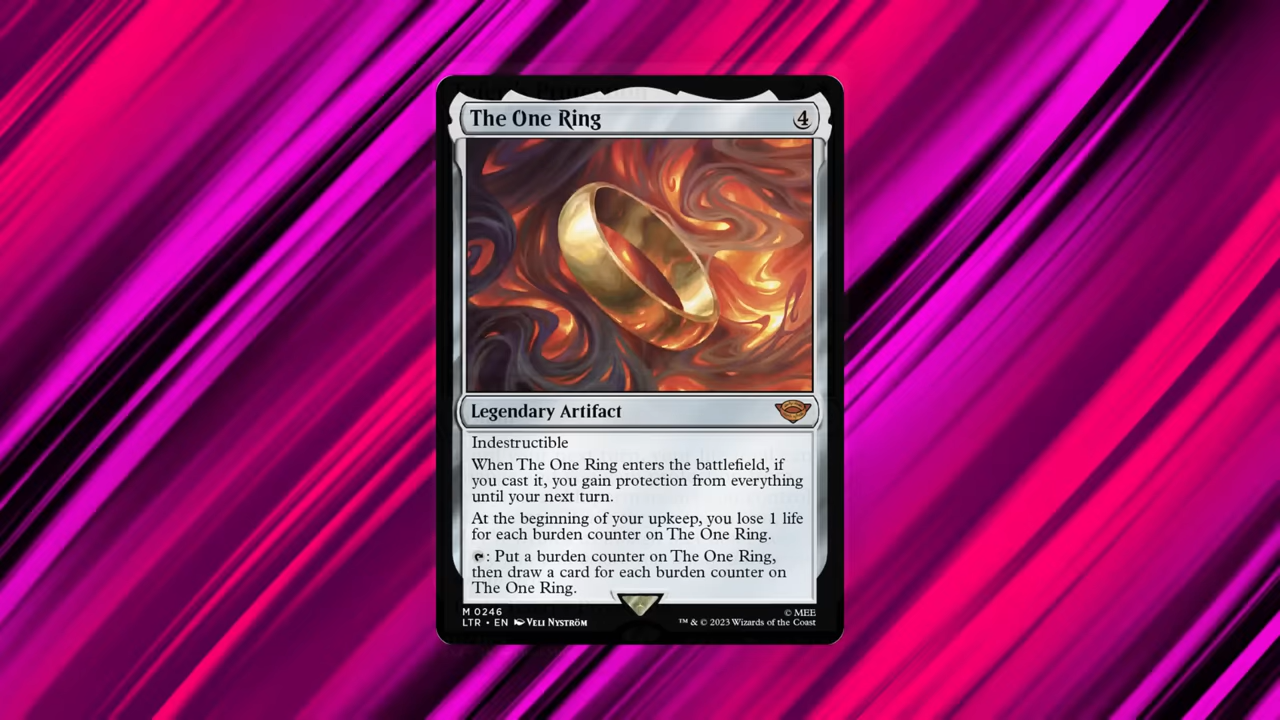 The One Ring 4
Legendary Artifact
Indestructible
When The One Ring enters the battlefield, if
you cast it, you gain protection from everything
until your next turn.
At the beginning of your upkeep, you lose 1 life
for each burden counter on The One Ring.
: Put a burden counter on The One Ring,
then draw a card for each burden counter on
The One Ring.
M 0246
LTR • EN VELI NYSTRÖM
© MEE
™ & © 2023 Wizards of the Coast